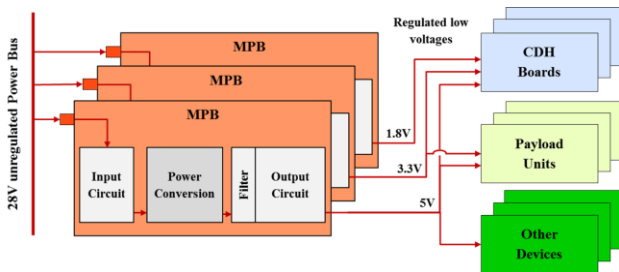 28V unregulated Power Bus
MPB
MPB
MPB
Input
Circuit
Power
Conversion
Filter
Output
Circuit
Regulated low
voltages
1.8V
3.3V
5V
CDH
Boards
Payload
Units
Other
Devices